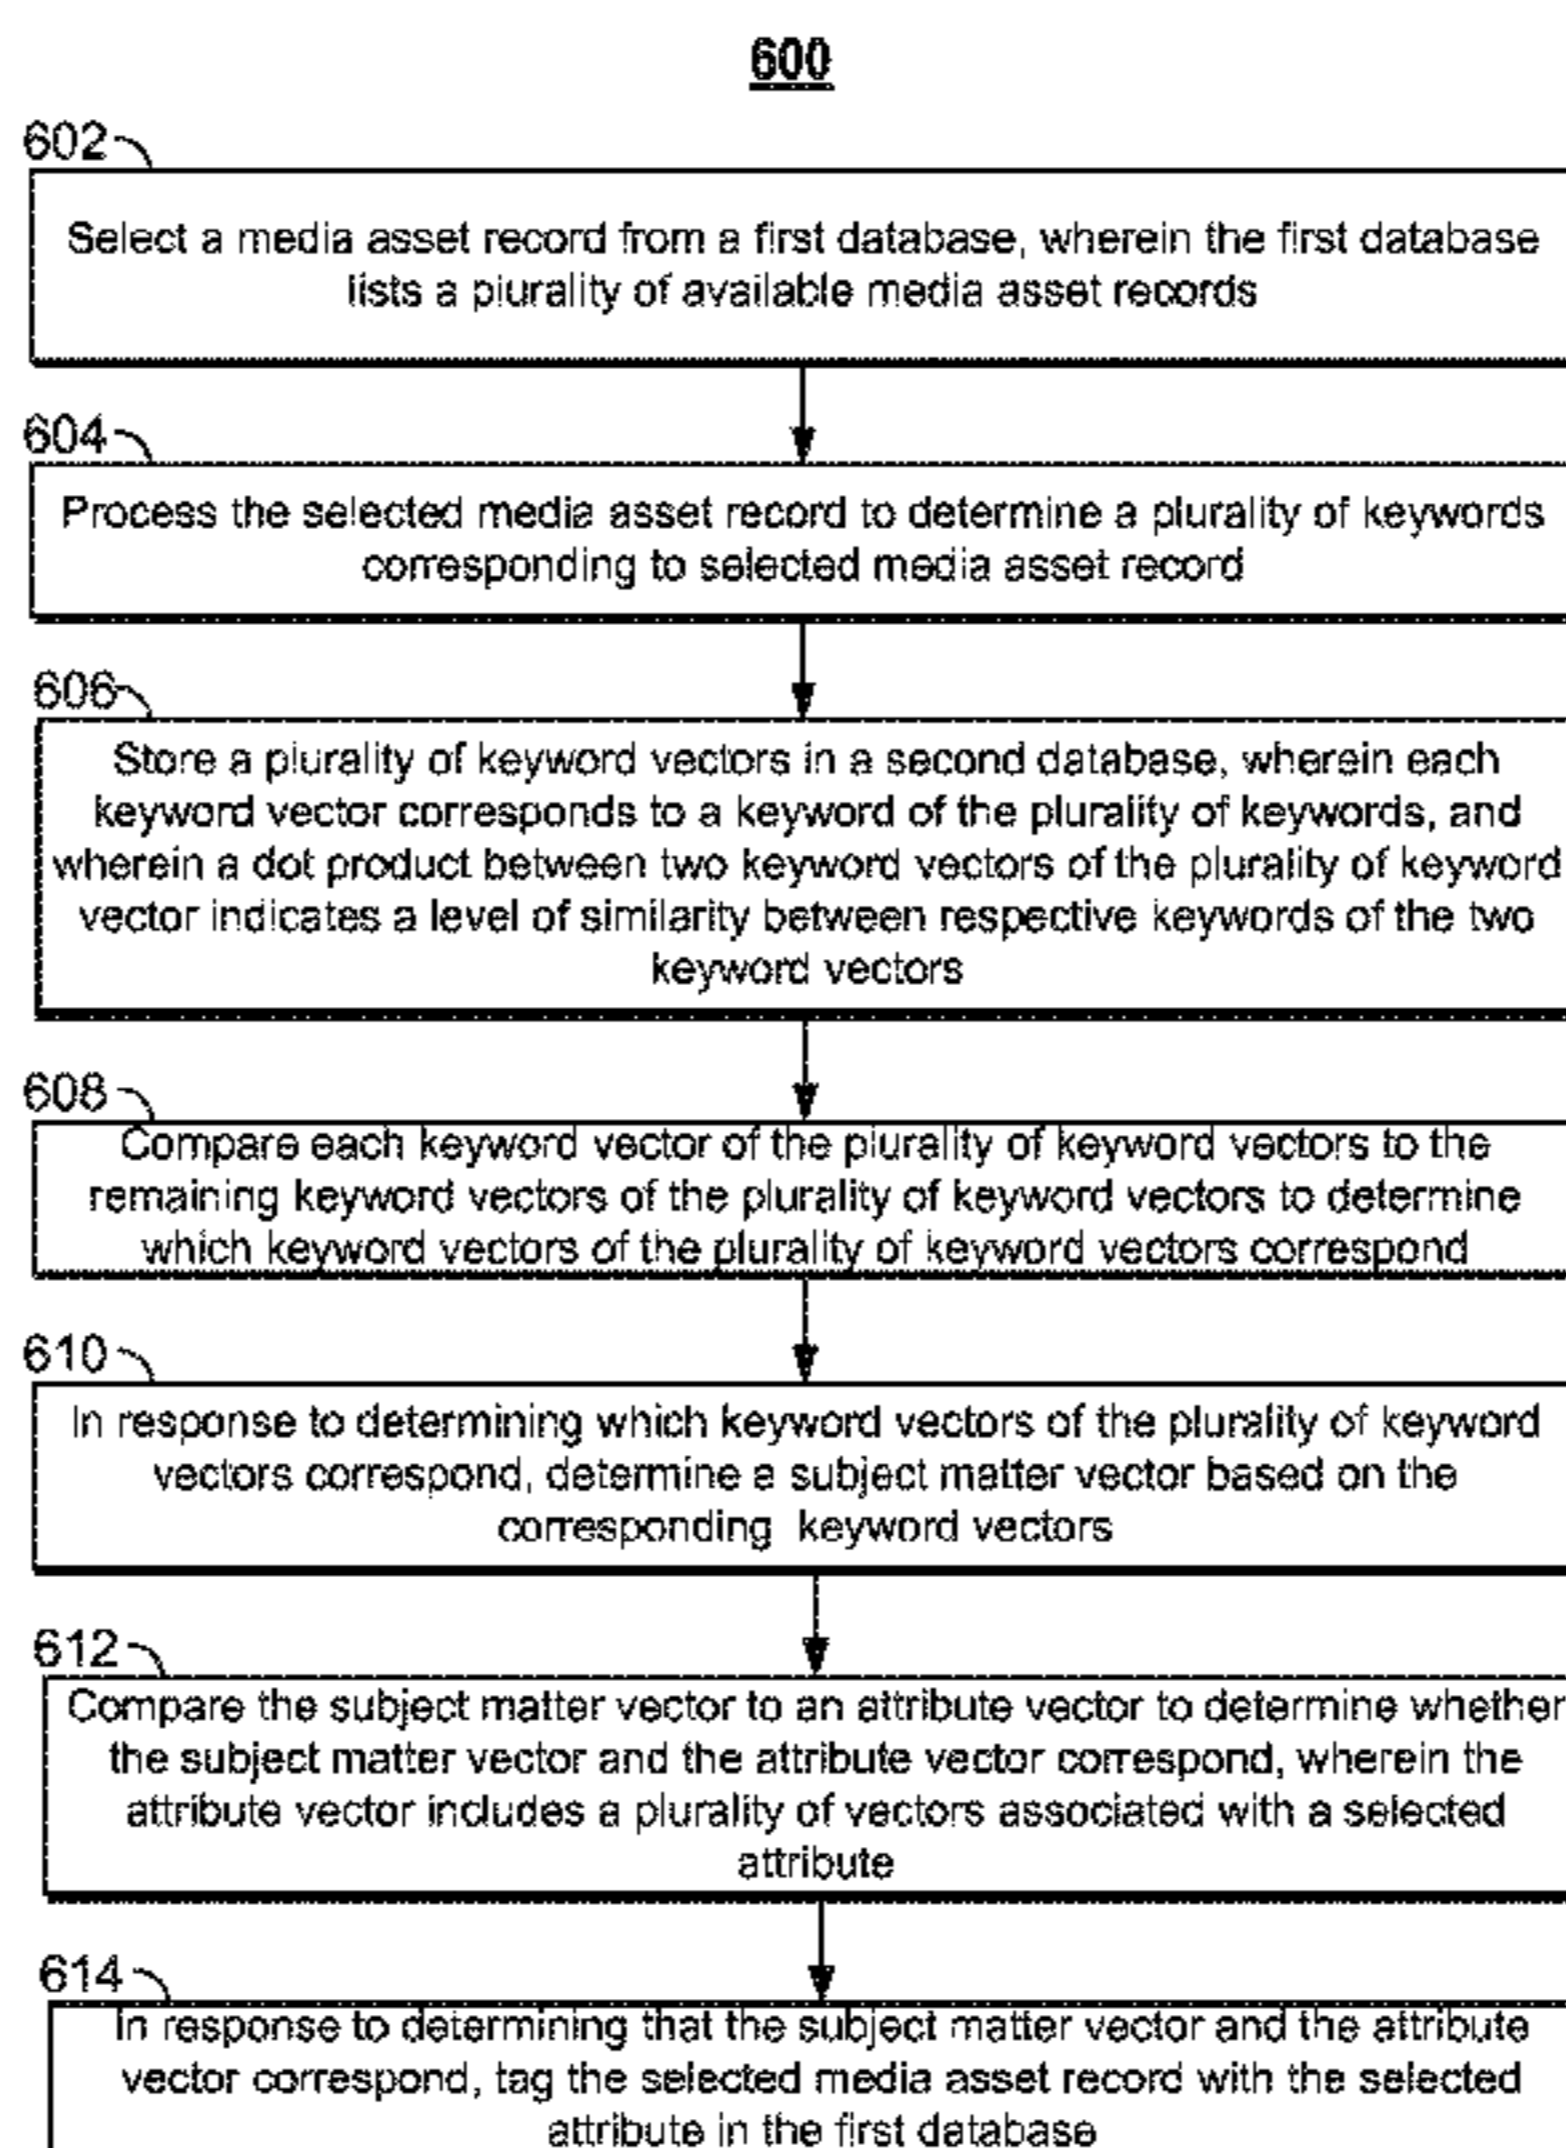 600
602
Select a media asset record from a first database, wherein the first database
lists a plurality of available media asset records
604
Process the selected media asset record to determine a plurality of keywords
corresponding to selected media asset record
606
Store a plurality of keyword vectors in a second database, wherein each
keyword vector corresponds to a keyword of the plurality of keywords, and
wherein a dot product between two keyword vectors of the plurality of keyword
vector indicates a level of similarity between respective keywords of the two
keyword vectors
608
Compare each keyword vector of the plurality of keyword vectors to the
remaining keyword vectors of the plurality of keyword vectors to determine
which keyword vectors of the plurality of keyword vectors correspond
610
In response to determining which keyword vectors of the plurality of keyword
vectors correspond, determine a subject matter vector based on the
corresponding keyword vectors
612
Compare the subject matter vector to an attribute vector to determine whether
the subject matter vector and the attribute vector correspond, wherein the
attribute vector includes a plurality of vectors associated with a selected
attribute
614
In response to determining that the subject matter vector and the attribute
vector correspond, tag the selected media asset record with the selected
attribute in the first database